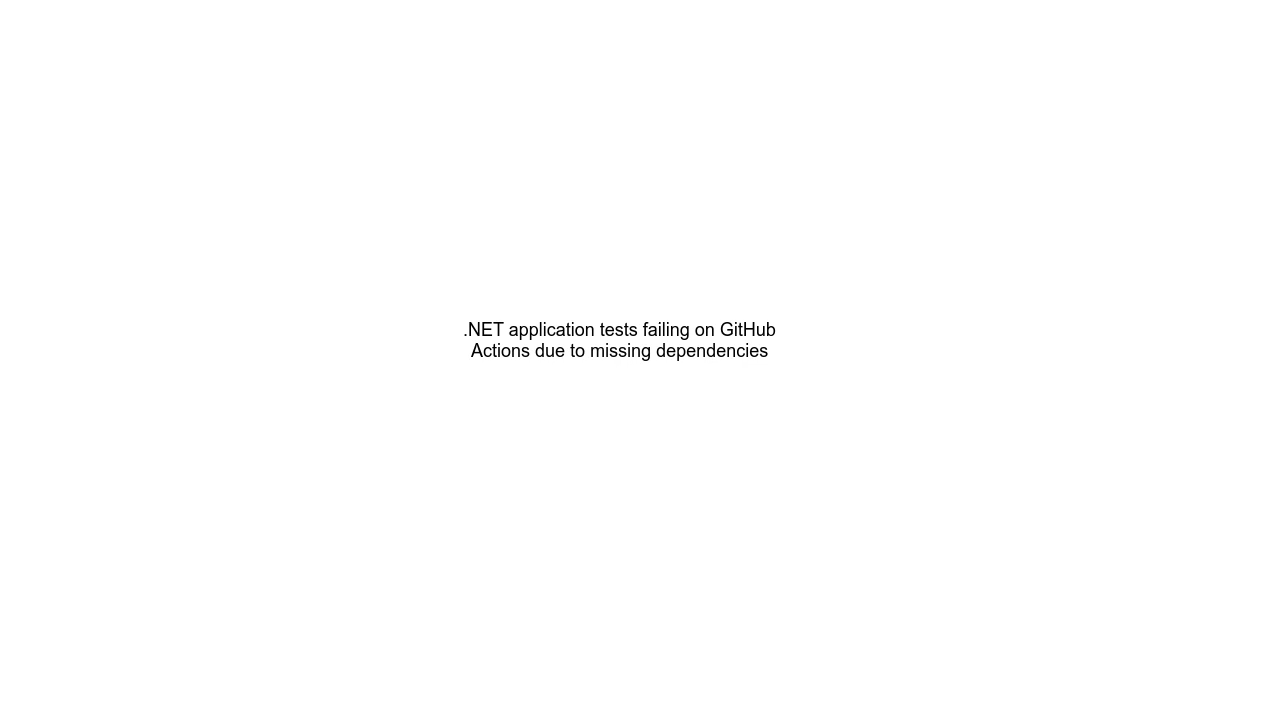 .NET application tests failing on GitHub
Actions due to missing dependencies